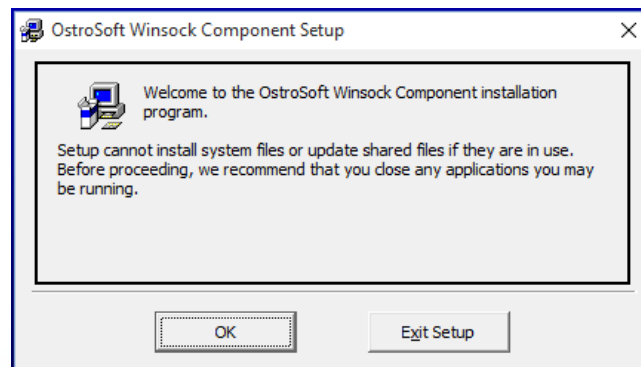 OstroSoft Winsock Component Setup
Welcome to the OstroSoft Winsock Component installation
program.
Setup cannot install system files or update shared files if they are in use.
Before proceeding, we recommend that you close any applications you may
be running.
OK
Exit Setup